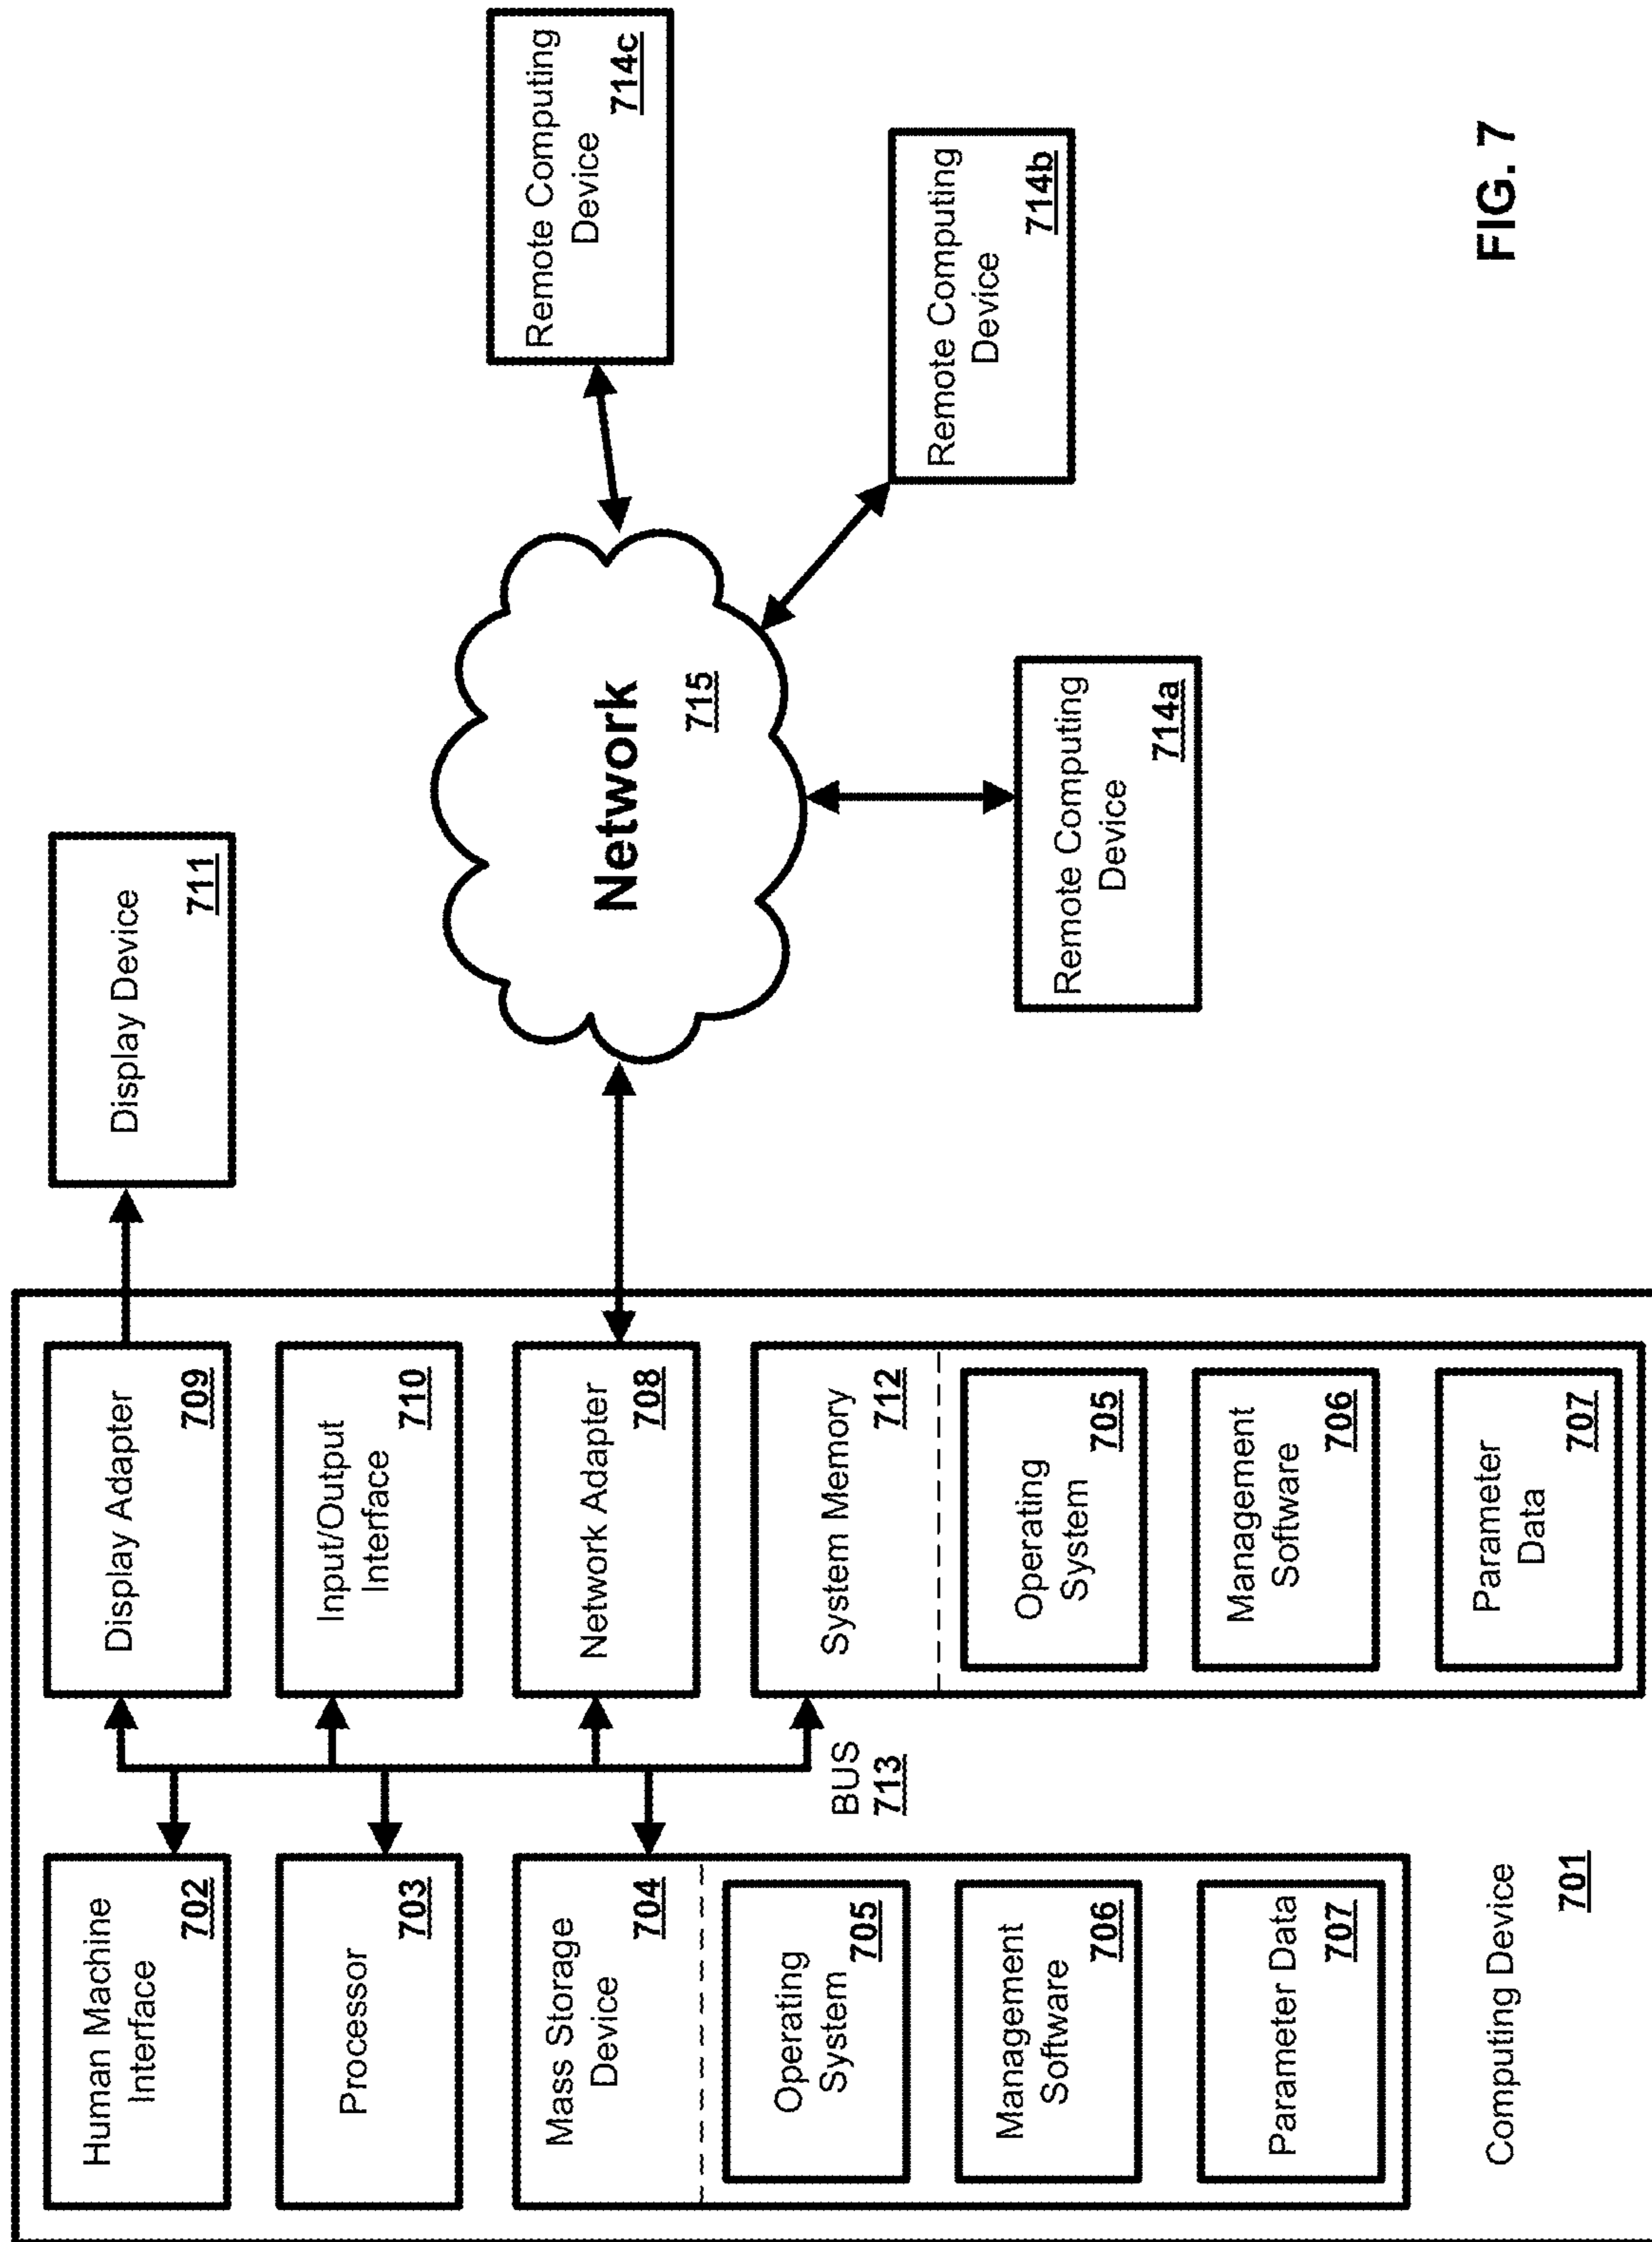 Human Machine
Interface
702
Processor
703
Mass Storage
Device
704
Operating
System
705
Management
Software
706
Parameter Data
707
Computing Device
701
BUS
713
Display Adapter
709
Input/Output
Interface
710
Network Adapter
708
System Memory
712
Operating
System
705
Management
Software
706
Parameter
Data
707
Display Device
711
Network
715
Remote Computing
Device
714a
Remote Computing
Device
714b
Remote Computing
Device
714c
FIG. 7